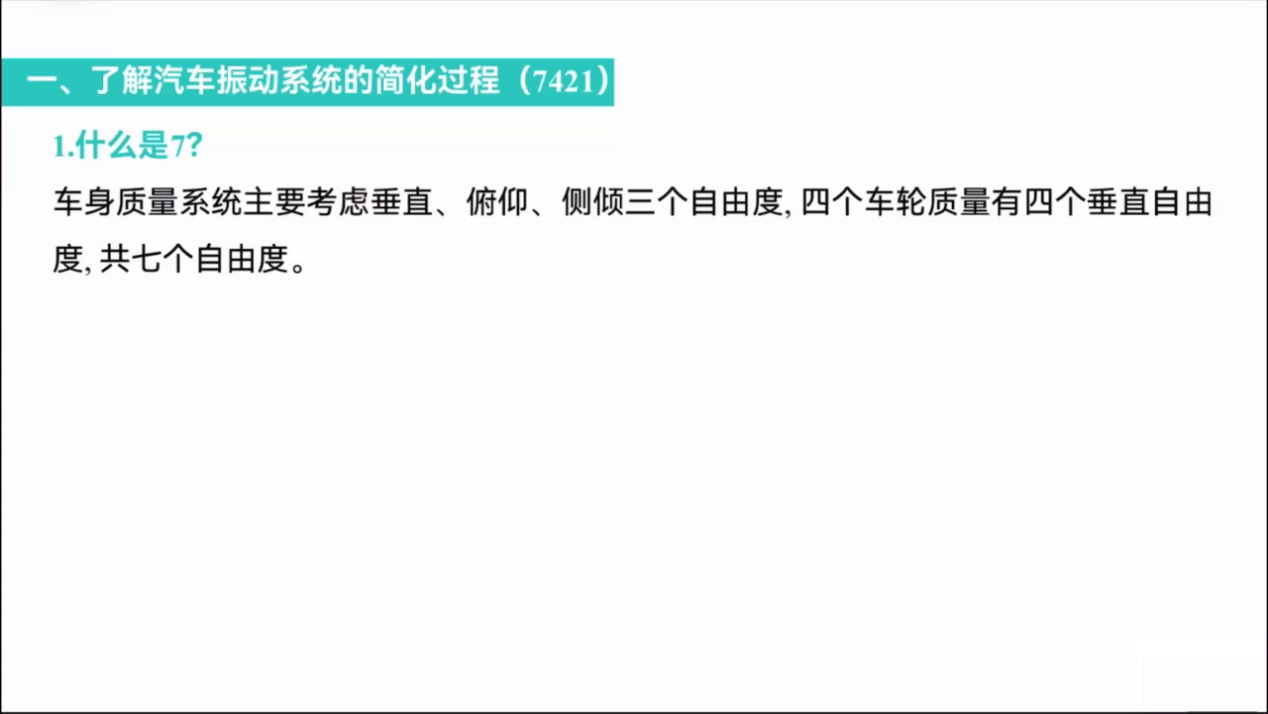 一、了解汽车振动系统的简化过程（7421）
1.什么是7？
车身质量系统主要考虑垂直、俯仰、侧倾三个自由度, 四个车轮质量有四个垂直自由
度, 共七个自由度。